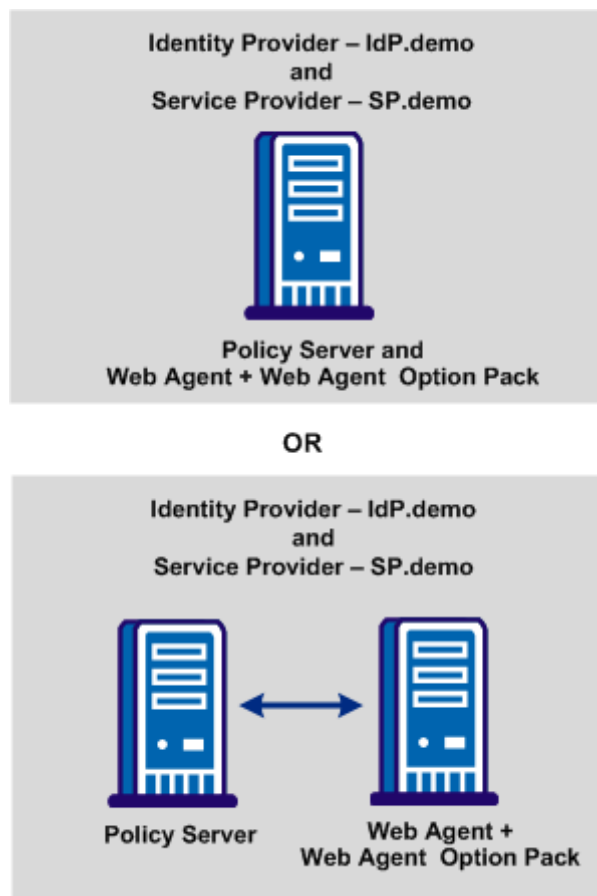 Identity Provider – IdP.demo
and
Service Provider – SP.demo
Policy Server and
Web Agent + Web Agent Option Pack
OR
Identity Provider – IdP.demo
and
Service Provider – SP.demo
Policy Server
Web Agent +
Web Agent Option Pack